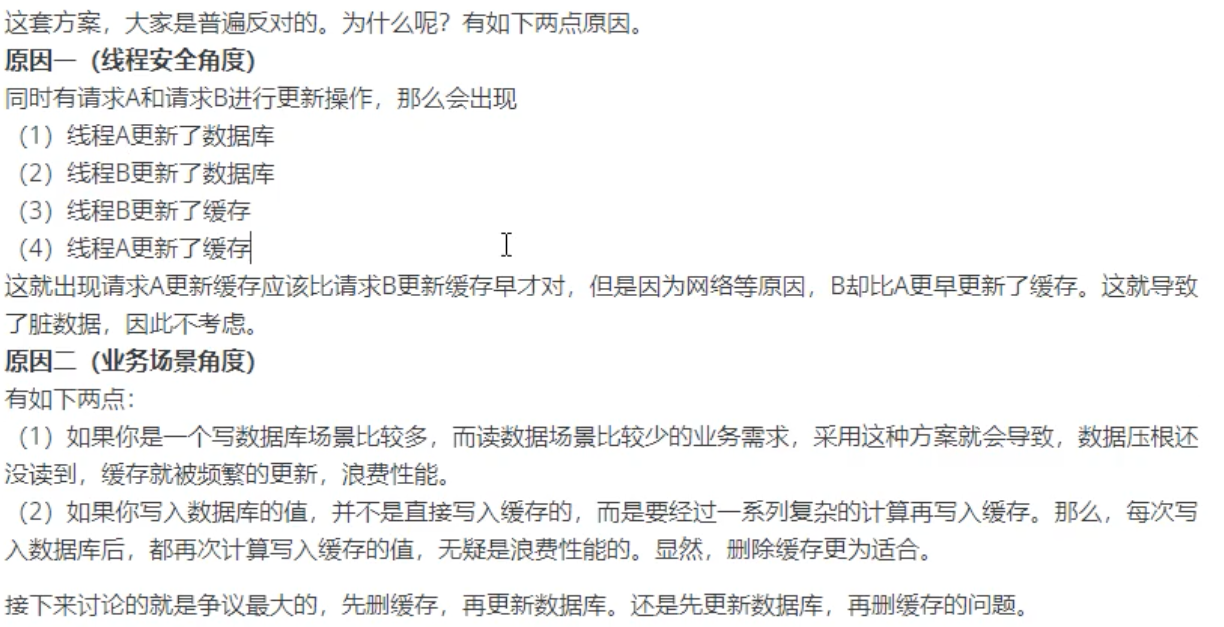 这套方案，大家是普遍反对的。为什么呢？有如下两点原因。
原因一（线程安全角度）
同时有请求A和请求B进行更新操作，那么会出现
（1）线程A更新了数据库
（2）线程B更新了数据库
（3）线程B更新了缓存
（4）线程A更新了缓存
这就出现请求A更新缓存应该比请求B更新缓存早才对，但是因为网络等原因，B却比A更早更新了缓存。这就导致
了脏数据，因此不考虑。
原因二（业务场景角度）
有如下两点：
（1）如果你是一个写数据库场景比较多，而读数据场景比较少的业务需求，采用这种方案就会导致，数据压根还
没读到，缓存就被频繁的更新，浪费性能。
（2）如果你写入数据库的值，并不是直接写入缓存的，而是要经过一系列复杂的计算再写入缓存。那么，每次写
入数据库后，都再次计算写入缓存的值，无疑是浪费性能的。显然，删除缓存更为适合。
接下来讨论的就是争议最大的，先删缓存，再更新数据库。还是先更新数据库，再删缓存的问题。